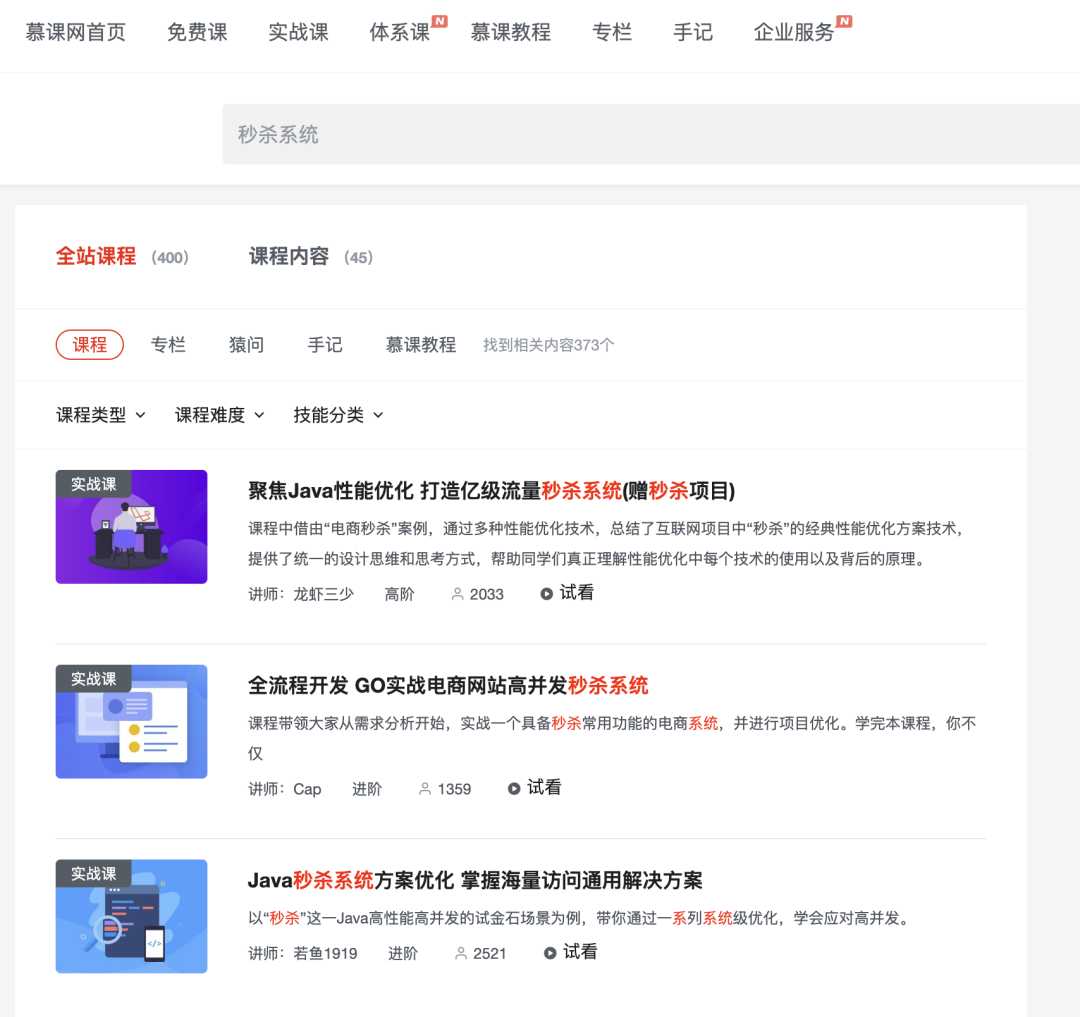 慕课网首页 免费课 实战课 体系课 N 慕课教程 专栏 手记 企业服务 N
秒杀系统
全站课程 (400) 课程内容 (45)
课程 专栏 猿问 手记 慕课教程 找到相关内容373个
课程类型 课程难度 技能分类
实战课
聚焦Java性能优化 打造亿级流量秒杀系统(赠秒杀项目)
课程中借由“电商秒杀”案例，通过多种性能优化技术，总结了互联网项目中“秒杀”的经典性能优化方案技术，
提供了统一的设计思维和思考方式，帮助同学们真正理解性能优化中每个技术的使用以及背后的原理。
讲师：龙虾三少 高阶 2033 试看
实战课
全流程开发 GO实战电商网站高并发秒杀系统
课程带领大家从需求分析开始，实战一个具备秒杀常用功能的电商系统，并进行项目优化。学完本课程，你不
仅
讲师：Cap 进阶 1359 试看
实战课
Java秒杀系统方案优化 掌握海量访问通用解决方案
以“秒杀”这一Java高性能高并发的试金石场景为例，带你通过一系列系统级优化，学会应对高并发。
讲师：若鱼1919 进阶 2521 试看